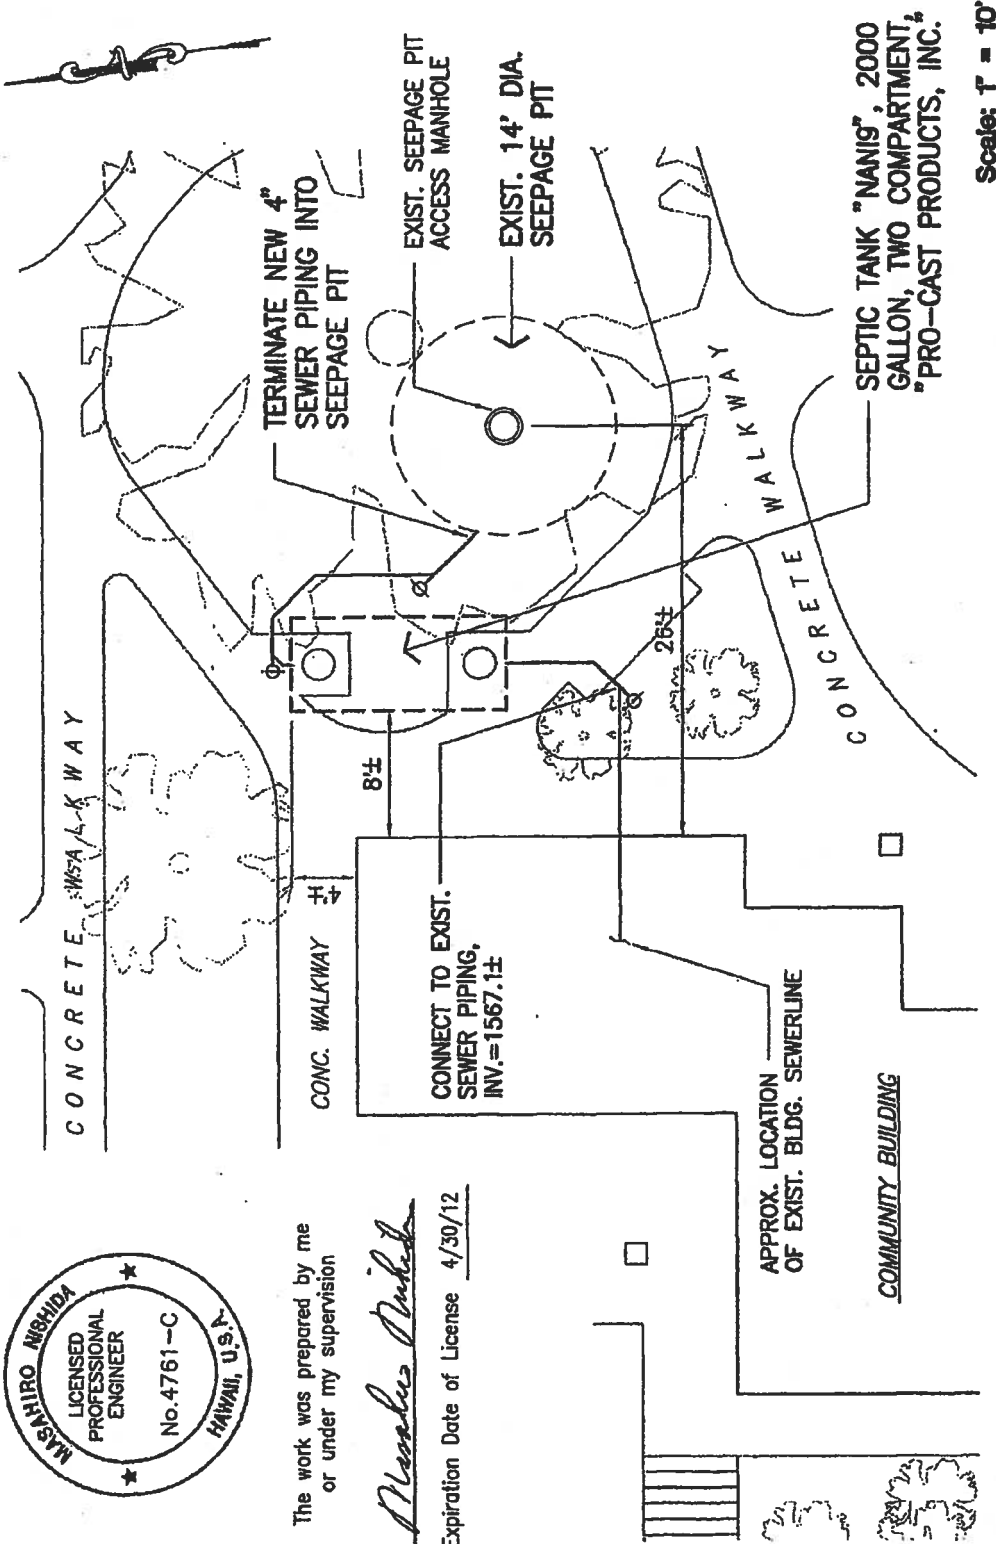 MASAHIRO NISHIDA
LICENSED
PROFESSIONAL
ENGINEER
No.4761-C
HAWAII, U.S.A.
The work was prepared by me
or under my supervision
Masahiro Nishida
Expiration Date of License 4/30/12
CONCRETE WALKWAY
CONC. WALKWAY
4'±
8'±
26'±
TERMINATE NEW 4"
SEWER PIPING INTO
SEEPAGE PIT
EXIST. SEEPAGE PIT
ACCESS MANHOLE
EXIST. 14' DIA.
SEEPAGE PIT
CONNECT TO EXIST.
SEWER PIPING,
INV.=1567.1±
CONCRETE WALKWAY
APPROX. LOCATION
OF EXIST. BLDG. SEWERLINE
COMMUNITY BUILDING
SEPTIC TANK "NANI9", 2000
GALLON, TWO COMPARTMENT,
"PRO-CAST PRODUCTS, INC."
Scale: 1" = 10'